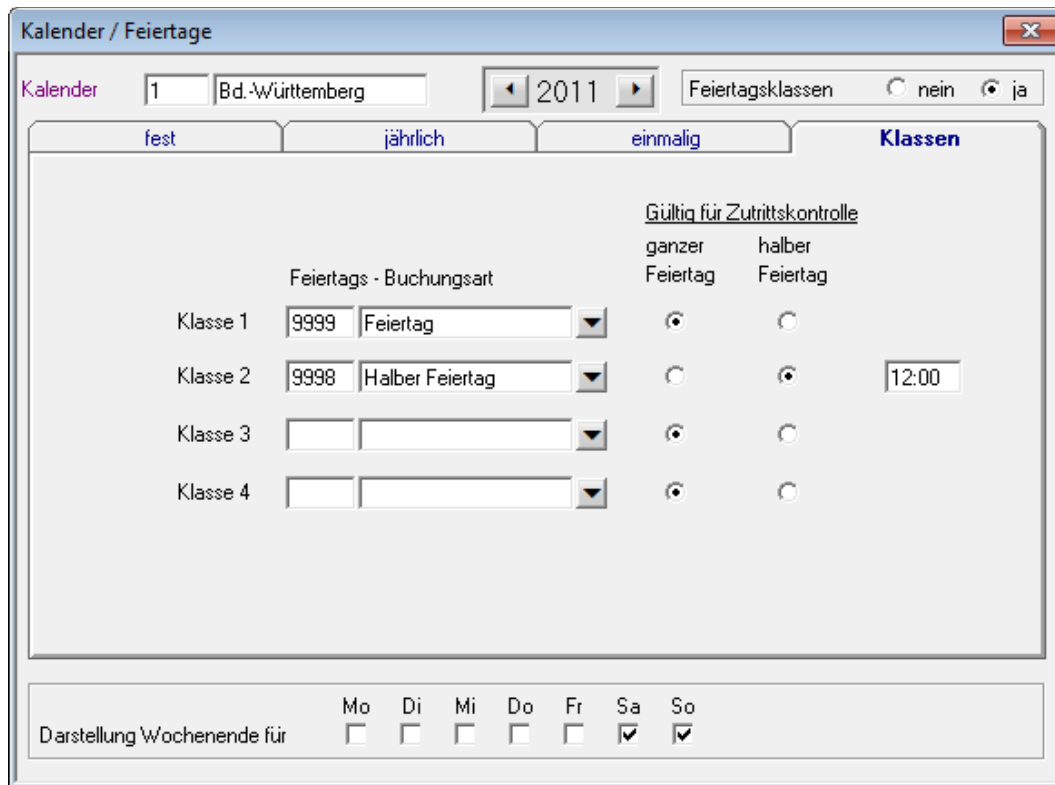 Kalender / Feiertage
Kalender 1 Bd.-Württemberg 2011 Feiertagsklassen nein ja
fest jährlich einmalig Klassen
Gültig für Zutrittskontrolle
ganzer halber
Feiertags - Buchungsart Feiertag Feiertag
Klasse 1 9999 Feiertag
Klasse 2 9998 Halber Feiertag 12:00
Klasse 3
Klasse 4
Mo Di Mi Do Fr Sa So
Darstellung Wochenende für